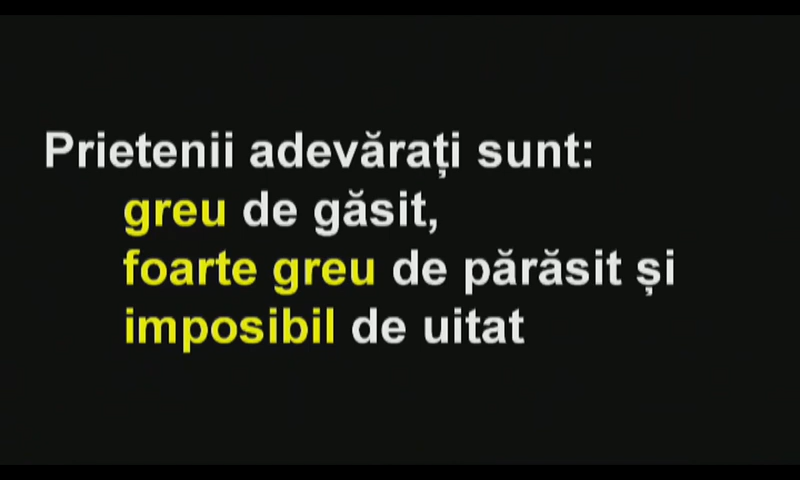 Prietenii adevărați sunt:
greu de găsit,
foarte greu de părăsit și
imposibil de uitat